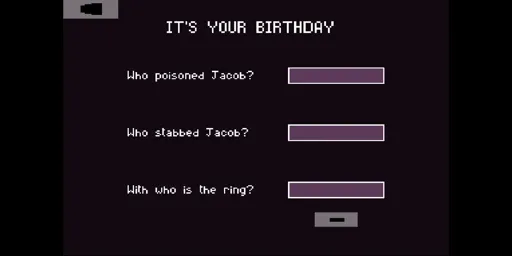 IT'S YOUR BIRTHDAY
Who poisoned Jacob?
Who stabbed Jacob?
With who is the ring?